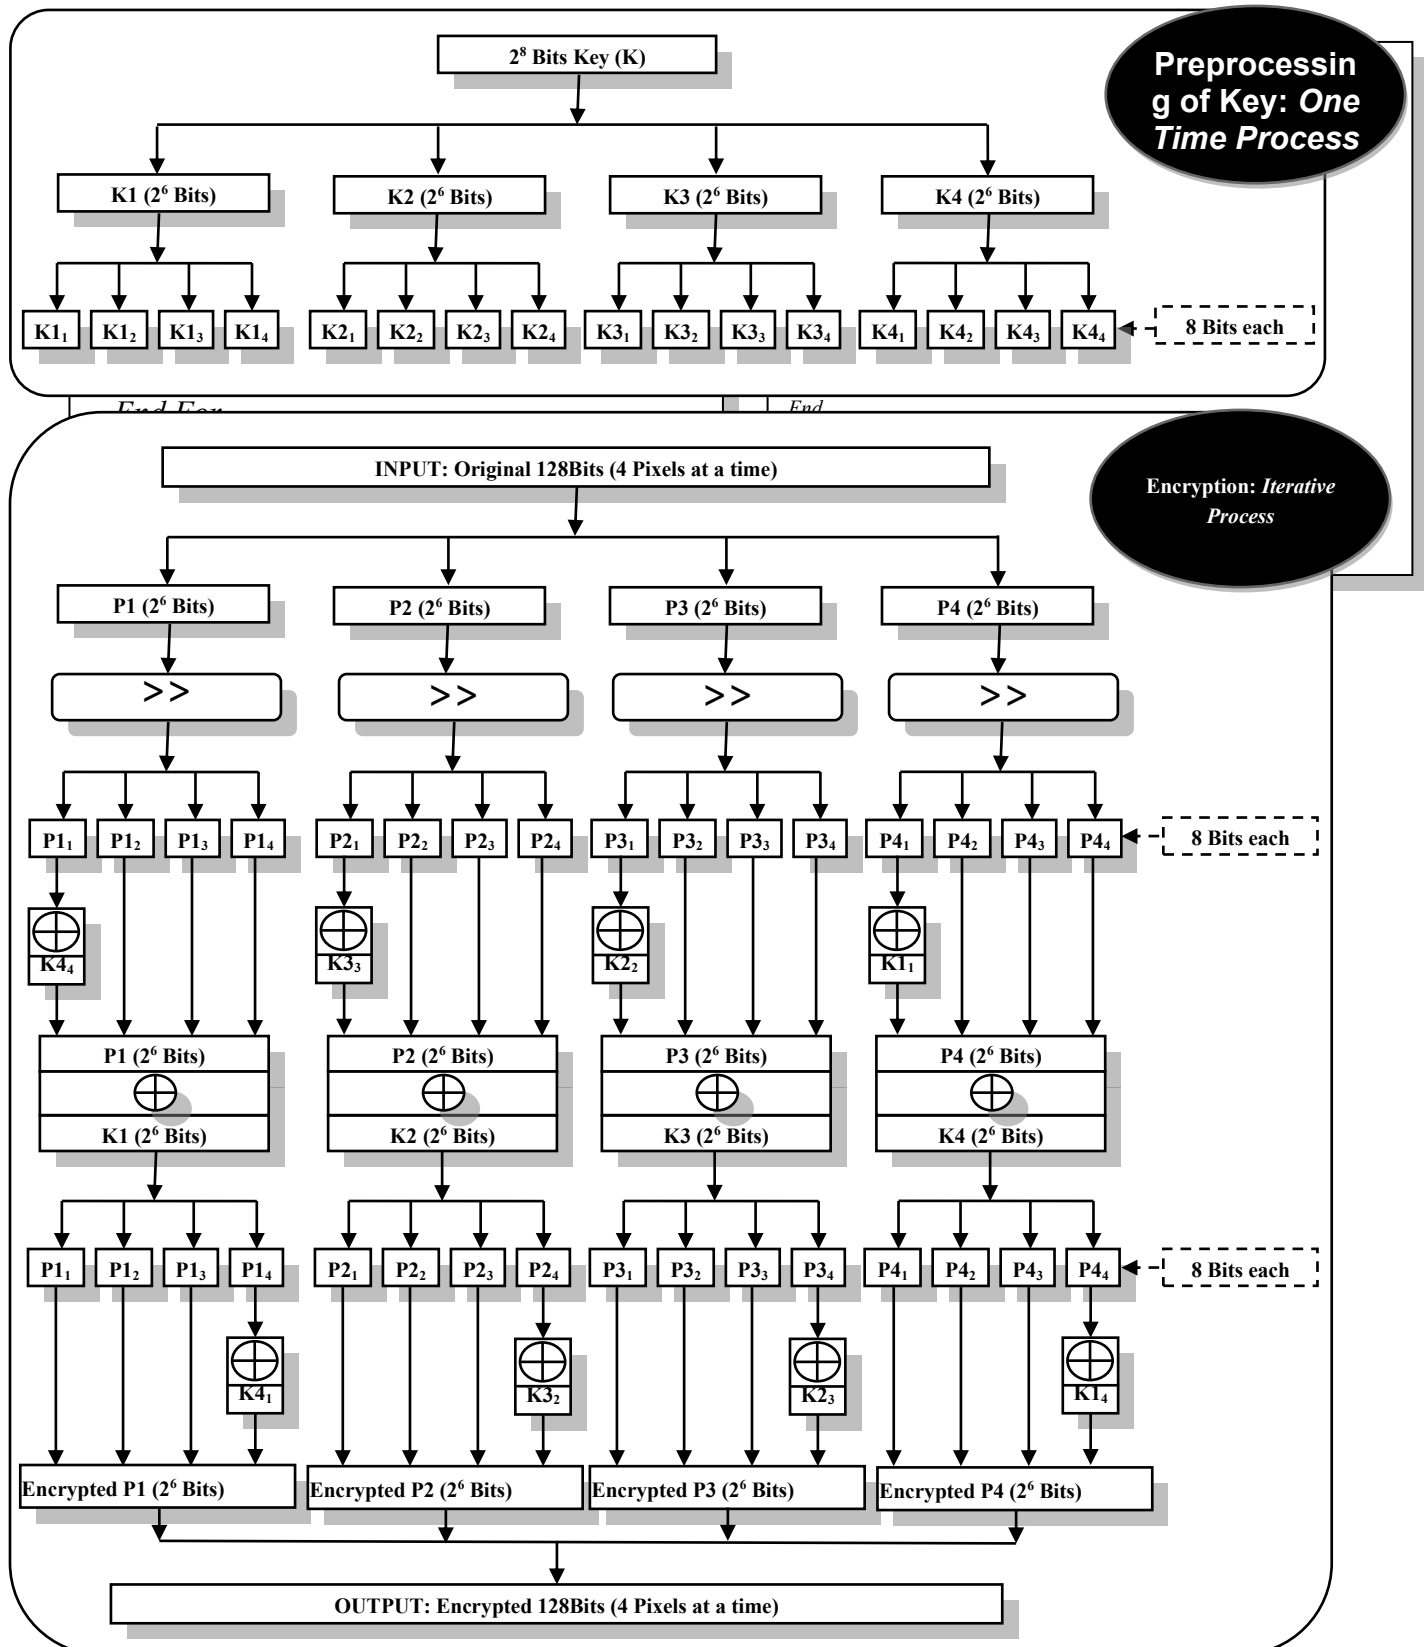 2⁸ Bits Key (K)
Preprocessin
g of Key: One
Time Process
K1 (2⁶ Bits) K2 (2⁶ Bits) K3 (2⁶ Bits) K4 (2⁶ Bits)
K1₁ K1₂ K1₃ K1₄ K2₁ K2₂ K2₃ K2₄ K3₁ K3₂ K3₃ K3₄ K4₁ K4₂ K4₃ K4₄ 8 Bits each
End For End
INPUT: Original 128Bits (4 Pixels at a time)
Encryption: Iterative
Process
P1 (2⁶ Bits) P2 (2⁶ Bits) P3 (2⁶ Bits) P4 (2⁶ Bits)
>> >> >> >>
P1₁ P1₂ P1₃ P1₄ P2₁ P2₂ P2₃ P2₄ P3₁ P3₂ P3₃ P3₄ P4₁ P4₂ P4₃ P4₄ 8 Bits each
K4₄ K3₃ K2₂ K1₁
P1 (2⁶ Bits) P2 (2⁶ Bits) P3 (2⁶ Bits) P4 (2⁶ Bits)
K1 (2⁶ Bits) K2 (2⁶ Bits) K3 (2⁶ Bits) K4 (2⁶ Bits)
P1₁ P1₂ P1₃ P1₄ P2₁ P2₂ P2₃ P2₄ P3₁ P3₂ P3₃ P3₄ P4₁ P4₂ P4₃ P4₄ 8 Bits each
K4₁ K3₂ K2₃ K1₄
Encrypted P1 (2⁶ Bits) Encrypted P2 (2⁶ Bits) Encrypted P3 (2⁶ Bits) Encrypted P4 (2⁶ Bits)
OUTPUT: Encrypted 128Bits (4 Pixels at a time)